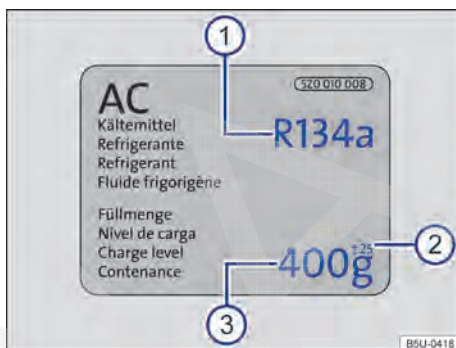 1
5Z0 010 008
AC
Kältemittel
Refrigerante
Refrigerant
Fluide frigorigène
R134a
Füllmenge
Nivel de carga
Charge level
Contenance
±25
400g
2
3
B5U-0418